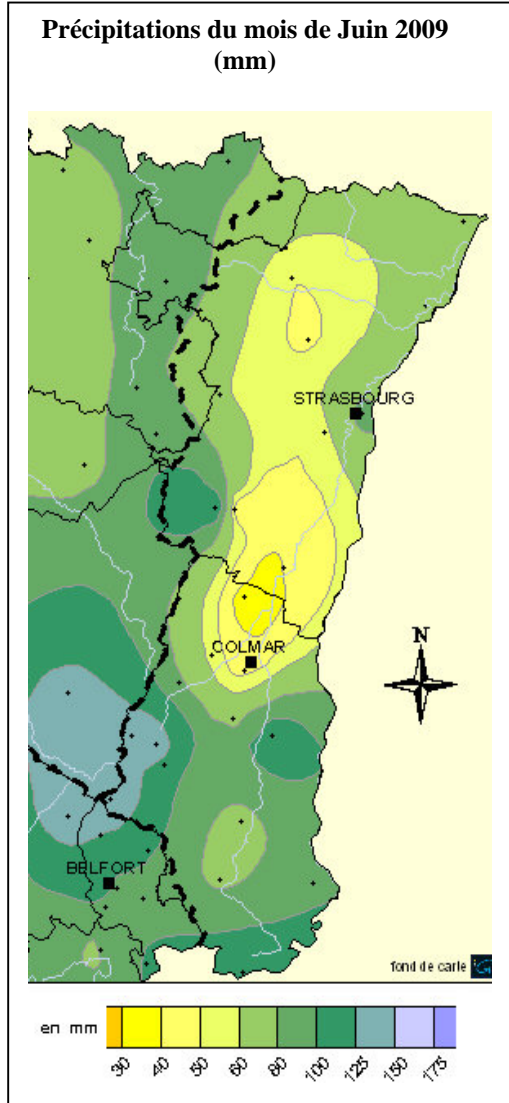 Précipitations du mois de Juin 2009
(mm)
STRASBOURG
N
COLMAR
BELFORT
fond de carte
en mm
30 40 50 60 80 100 125 150 175